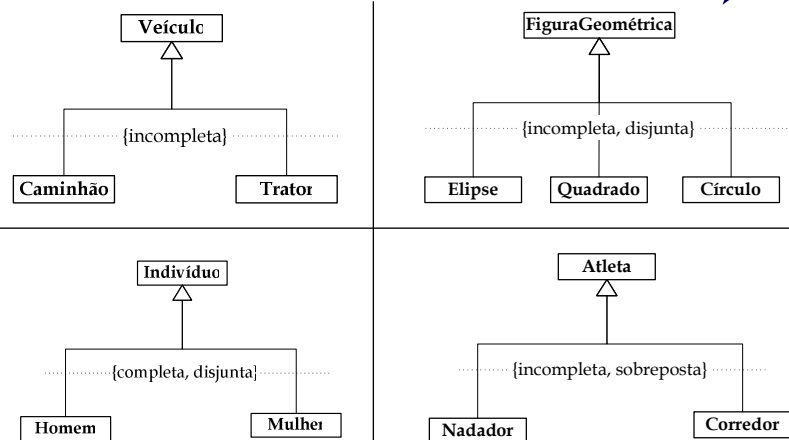 Veículo
{incompleta}
Caminhão
Trator
FiguraGeométrica
{incompleta, disjunta}
Elipse
Quadrado
Círculo
Indivíduo
{completa, disjunta}
Homem
Mulher
Atleta
{incompleta, sobreposta}
Nadador
Corredor